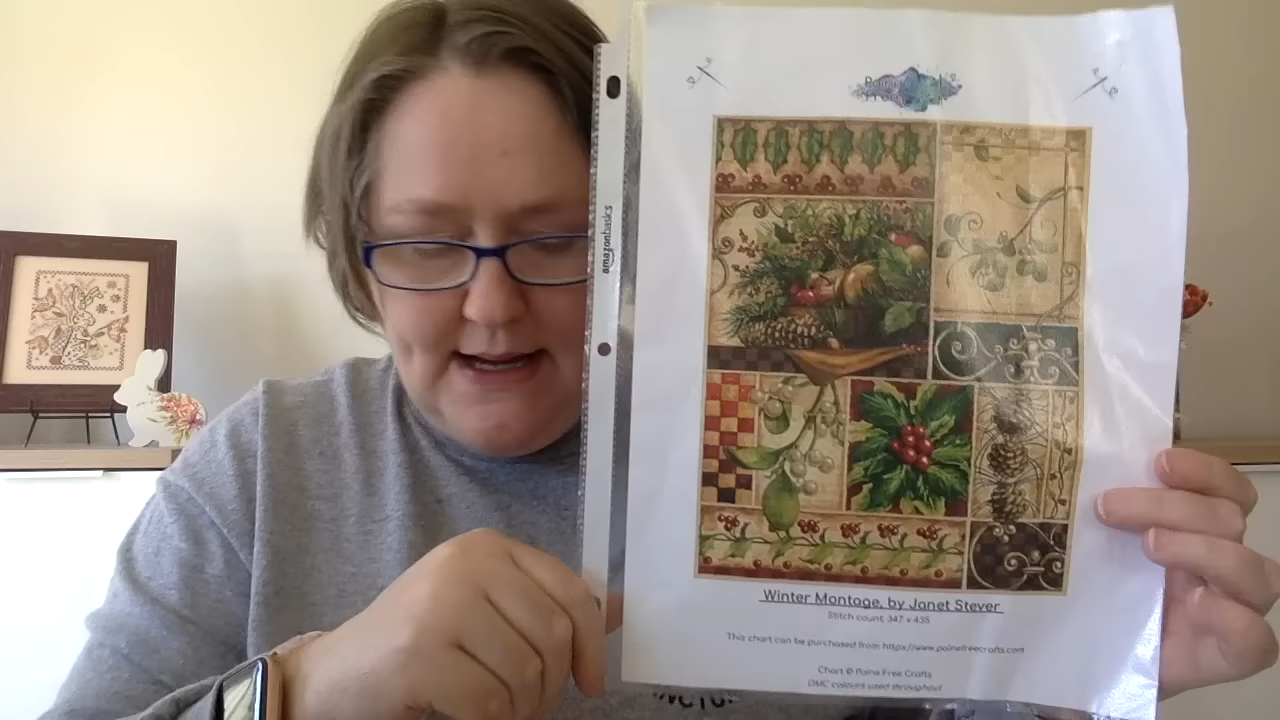 amazonbasics
Winter Montage, by Janet Stever
Stitch count, 347 x 435
This chart can be purchased from https://www.painefreecrafts.com
Chart © Paine Free Crafts
DMC colours used throughout